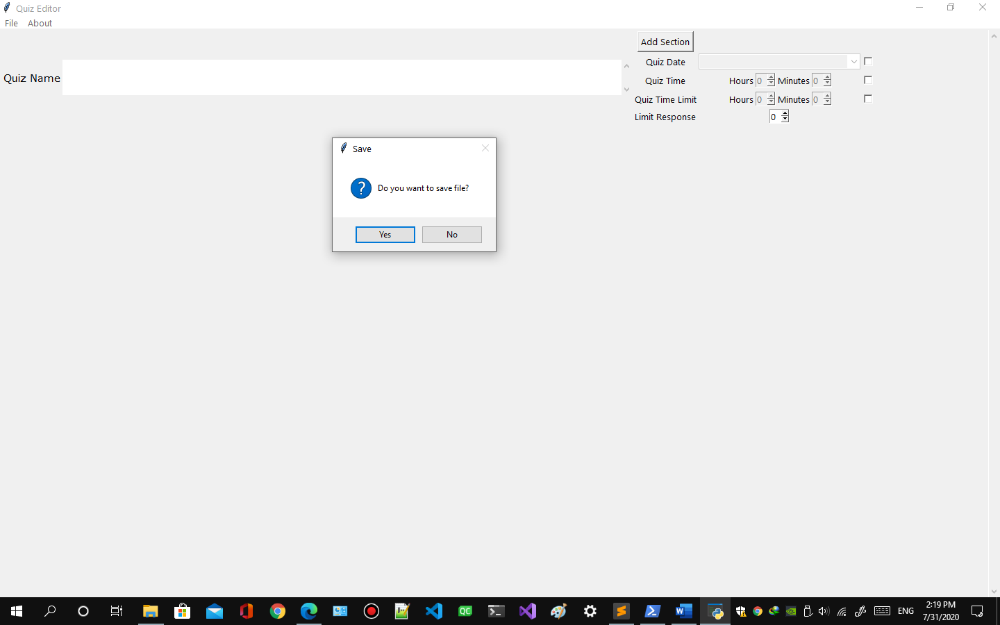 Quiz Editor
File About
Add Section
Quiz Date
Quiz Name
Quiz Time Hours 0 Minutes 0
Quiz Time Limit Hours 0 Minutes 0
Limit Response 0
Save
? Do you want to save file?
Yes No
QC
ENG
2:19 PM
7/31/2020